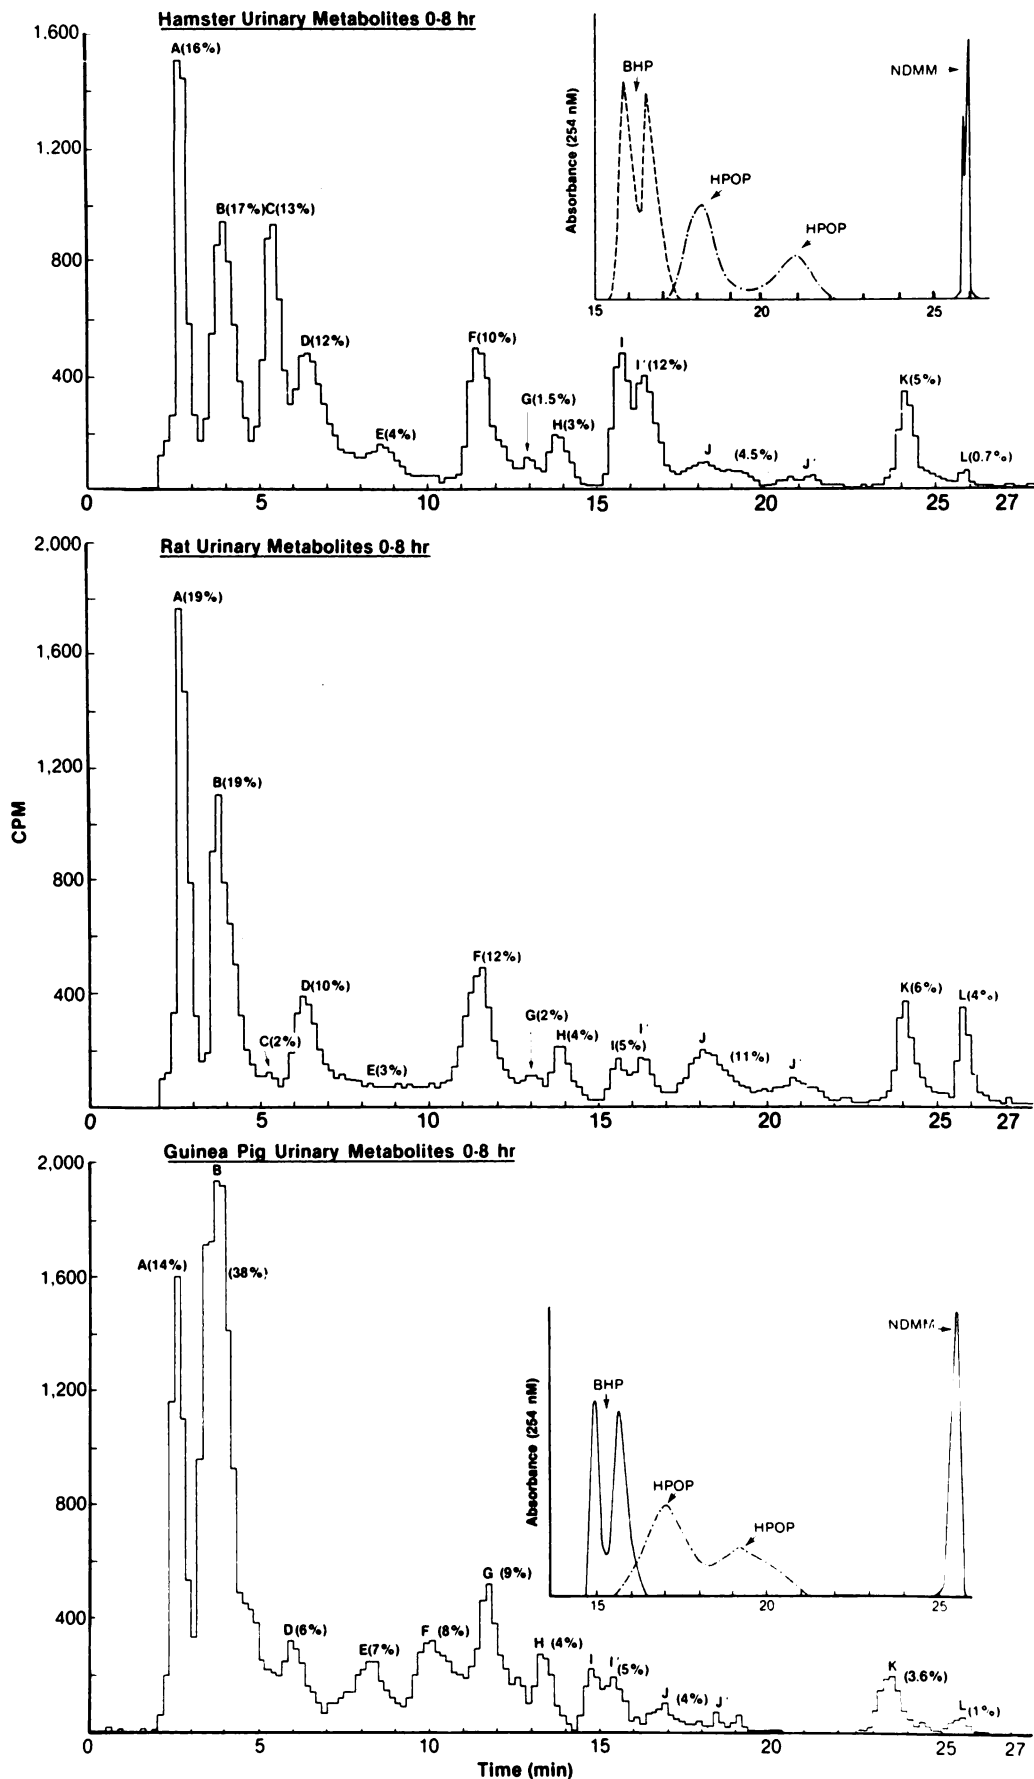 Hamster Urinary Metabolites 0-8 hr
1,600
1,200
800
400
0
5
10
15
20
25
27
A(16%)
B(17%)
C(13%)
D(12%)
E(4%)
F(10%)
G(1.5%)
H(3%)
I
I'(12%)
J
(4.5%)
J'
K(5%)
L(0.7%)
Absorbance (254 nM)
BHP
HPOP
HPOP
NDMM
15
20
25
Rat Urinary Metabolites 0-8 hr
2,000
1,600
1,200
800
400
0
5
10
15
20
25
27
CPM
A(19%)
B(19%)
C(2%)
D(10%)
E(3%)
F(12%)
G(2%)
H(4%)
I(5%)
I'
J
(11%)
J'
K(6%)
L(4%)
Guinea Pig Urinary Metabolites 0-8 hr
2,000
1,600
1,200
800
400
0
5
10
15
20
25
27
A(14%)
B
(38%)
D(6%)
E(7%)
F (8%)
G (9%)
H (4%)
I
I'
(5%)
J
(4%)
J'
K
(3.6%)
L
(1%)
Absorbance (254 nM)
BHP
HPOP
HPOP
NDMM
15
20
25
Time (min)